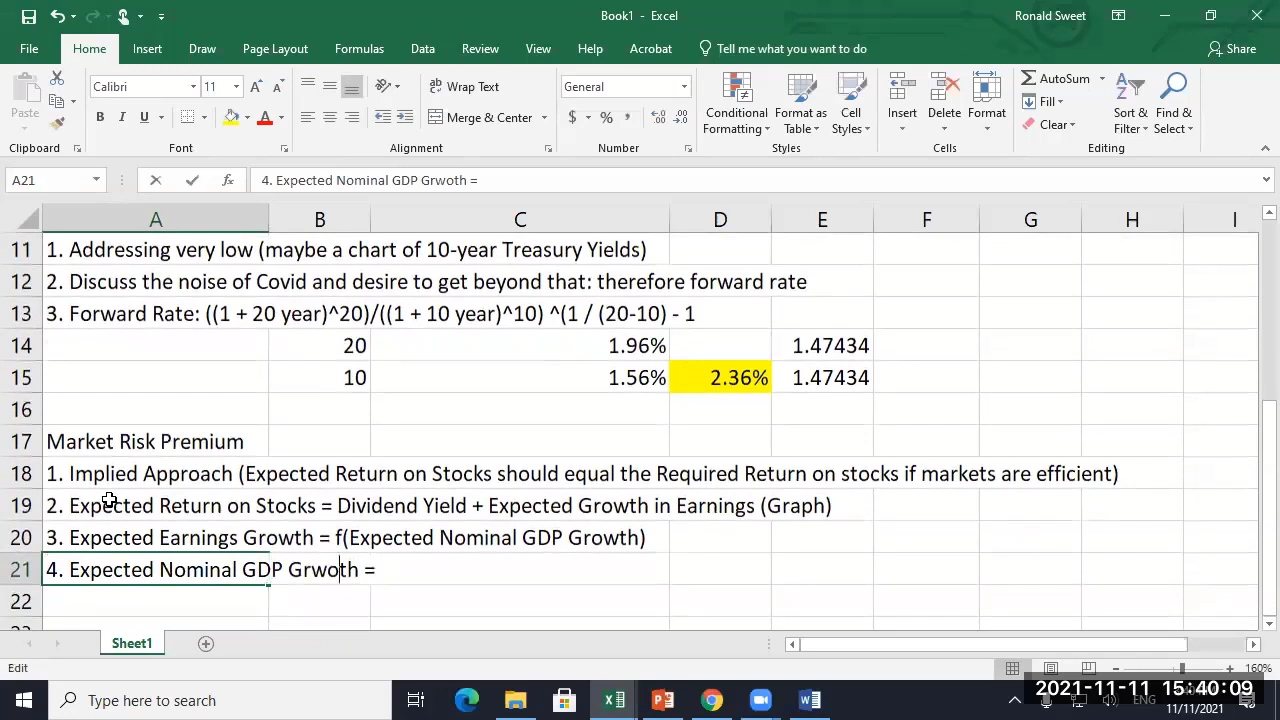 Book1 - Excel
Ronald Sweet
File Home Insert Draw Page Layout Formulas Data Review View Help Acrobat Tell me what you want to do Share
Paste
Calibri 11
B I U
Wrap Text
Merge & Center
General
$ % ,
Conditional Formatting
Format as Table
Cell Styles
Insert
Delete
Format
AutoSum
Fill
Clear
Sort & Filter
Find & Select
Clipboard Font Alignment Number Styles Cells Editing
A21 fx 4. Expected Nominal GDP Grwoth =
A B C D E F G H I
11 1. Addressing very low (maybe a chart of 10-year Treasury Yields)
12 2. Discuss the noise of Covid and desire to get beyond that: therefore forward rate
13 3. Forward Rate: ((1 + 20 year)^20)/((1 + 10 year)^10) ^(1 / (20-10) - 1
14 20 1.96% 1.47434
15 10 1.56% 2.36% 1.47434
16
17 Market Risk Premium
18 1. Implied Approach (Expected Return on Stocks should equal the Required Return on stocks if markets are efficient)
19 2. Expected Return on Stocks = Dividend Yield + Expected Growth in Earnings (Graph)
20 3. Expected Earnings Growth = f(Expected Nominal GDP Growth)
21 4. Expected Nominal GDP Grwoth =
22
Sheet1
Edit
160%
Type here to search
2021-11-11 15:40:09
ENG
11/11/2021